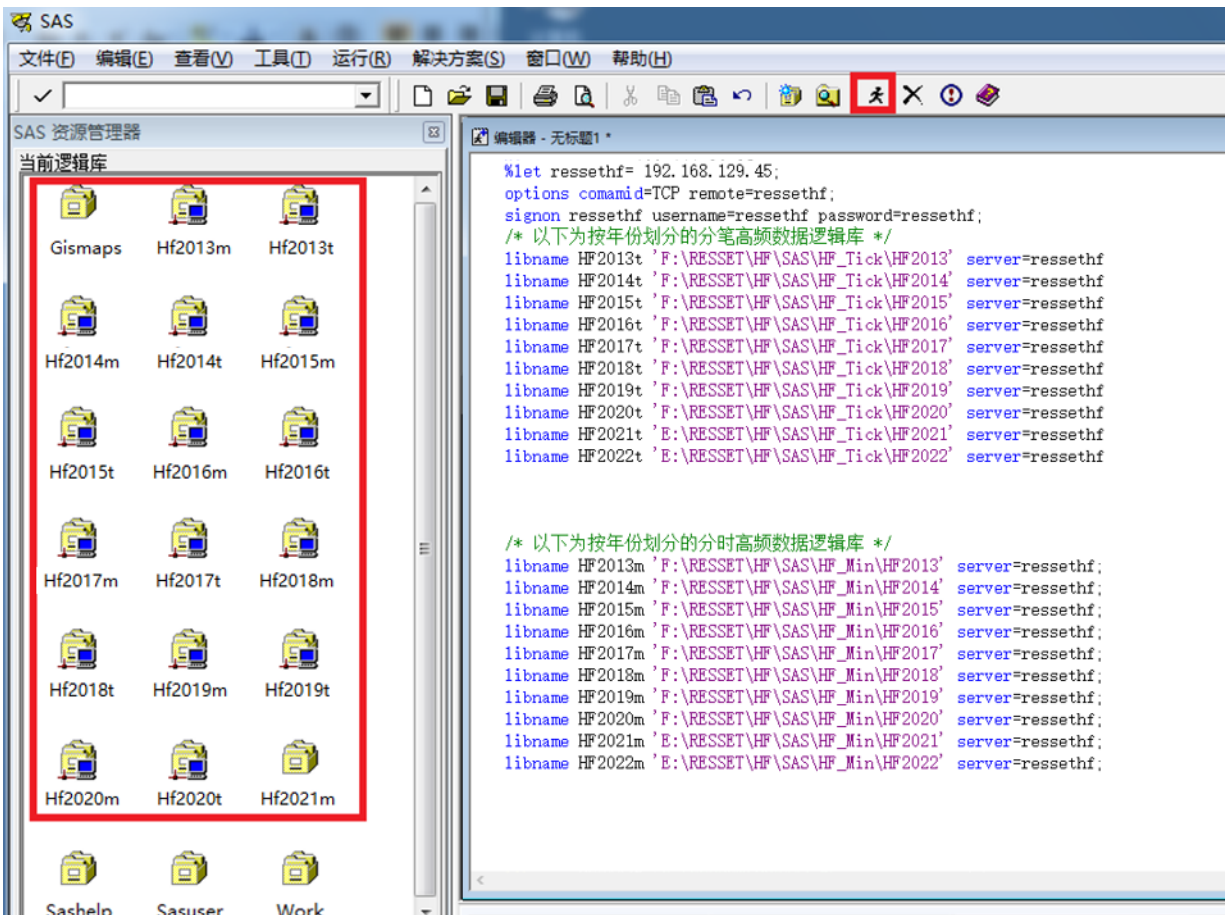 SAS
文件(F) 编辑(E) 查看(V) 工具(T) 运行(R) 解决方案(S) 窗口(W) 帮助(H)
SAS 资源管理器
当前逻辑库
Gismaps Hf2013m Hf2013t
Hf2014m Hf2014t Hf2015m
Hf2015t Hf2016m Hf2016t
Hf2017m Hf2017t Hf2018m
Hf2018t Hf2019m Hf2019t
Hf2020m Hf2020t Hf2021m
Sashelp Sasuser Work
编辑器 - 无标题1 *
%let ressethf= 192.168.129.45;
options comamid=TCP remote=ressethf;
signon ressethf username=ressethf password=ressethf;
/* 以下为按年份划分的分笔高频数据逻辑库 */
libname HF2013t 'F:\RESSET\HF\SAS\HF_Tick\HF2013' server=ressethf
libname HF2014t 'F:\RESSET\HF\SAS\HF_Tick\HF2014' server=ressethf
libname HF2015t 'F:\RESSET\HF\SAS\HF_Tick\HF2015' server=ressethf
libname HF2016t 'F:\RESSET\HF\SAS\HF_Tick\HF2016' server=ressethf
libname HF2017t 'F:\RESSET\HF\SAS\HF_Tick\HF2017' server=ressethf
libname HF2018t 'F:\RESSET\HF\SAS\HF_Tick\HF2018' server=ressethf
libname HF2019t 'F:\RESSET\HF\SAS\HF_Tick\HF2019' server=ressethf
libname HF2020t 'F:\RESSET\HF\SAS\HF_Tick\HF2020' server=ressethf
libname HF2021t 'E:\RESSET\HF\SAS\HF_Tick\HF2021' server=ressethf
libname HF2022t 'E:\RESSET\HF\SAS\HF_Tick\HF2022' server=ressethf
/* 以下为按年份划分的分时高频数据逻辑库 */
libname HF2013m 'F:\RESSET\HF\SAS\HF_Min\HF2013' server=ressethf;
libname HF2014m 'F:\RESSET\HF\SAS\HF_Min\HF2014' server=ressethf;
libname HF2015m 'F:\RESSET\HF\SAS\HF_Min\HF2015' server=ressethf;
libname HF2016m 'F:\RESSET\HF\SAS\HF_Min\HF2016' server=ressethf;
libname HF2017m 'F:\RESSET\HF\SAS\HF_Min\HF2017' server=ressethf;
libname HF2018m 'F:\RESSET\HF\SAS\HF_Min\HF2018' server=ressethf;
libname HF2019m 'F:\RESSET\HF\SAS\HF_Min\HF2019' server=ressethf;
libname HF2020m 'F:\RESSET\HF\SAS\HF_Min\HF2020' server=ressethf;
libname HF2021m 'E:\RESSET\HF\SAS\HF_Min\HF2021' server=ressethf;
libname HF2022m 'E:\RESSET\HF\SAS\HF_Min\HF2022' server=ressethf;